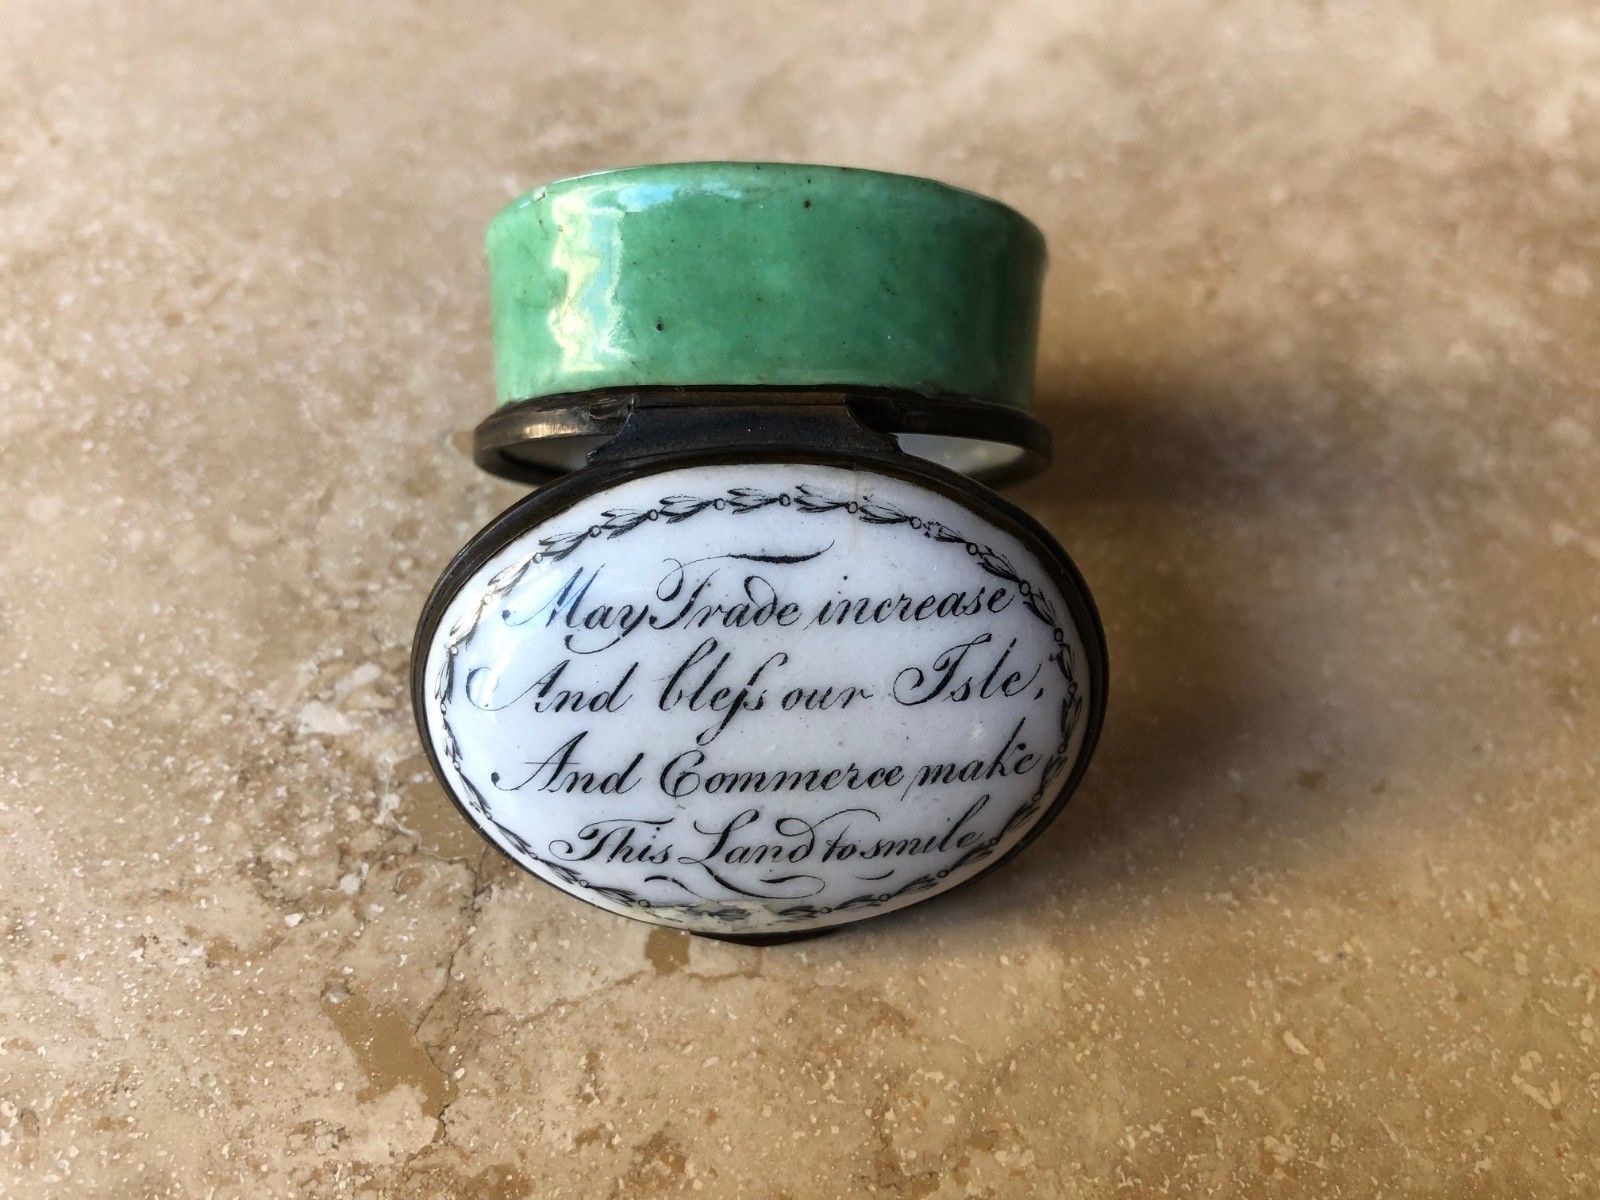 May Trade increase
And bleſs our Isle,
And Commerce make
This Land to smile